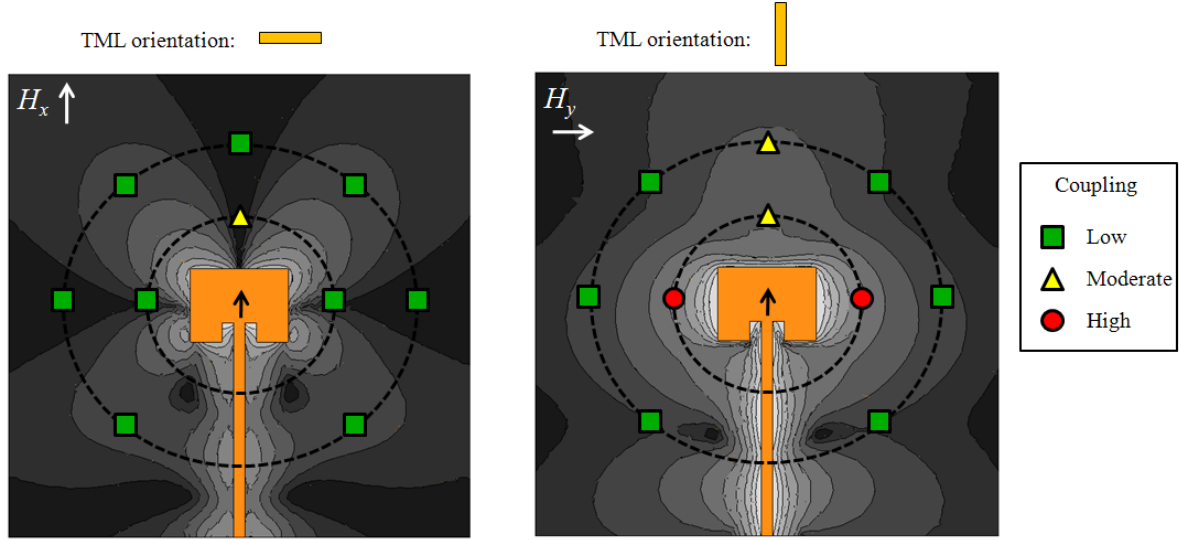 TML orientation:
TML orientation:
Hx
Hy
Coupling
Low
Moderate
High